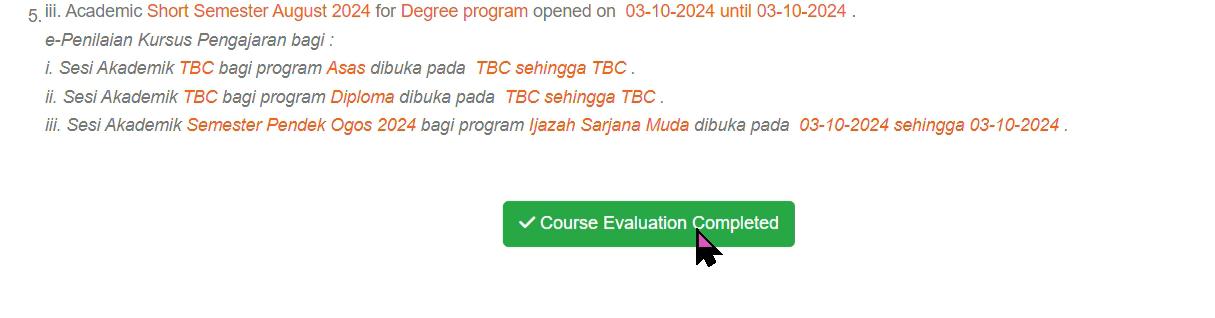 5. iii. Academic Short Semester August 2024 for Degree program opened on 03-10-2024 until 03-10-2024 .
e-Penilaian Kursus Pengajaran bagi :
i. Sesi Akademik TBC bagi program Asas dibuka pada TBC sehingga TBC .
ii. Sesi Akademik TBC bagi program Diploma dibuka pada TBC sehingga TBC .
iii. Sesi Akademik Semester Pendek Ogos 2024 bagi program Ijazah Sarjana Muda dibuka pada 03-10-2024 sehingga 03-10-2024 .
Course Evaluation Completed